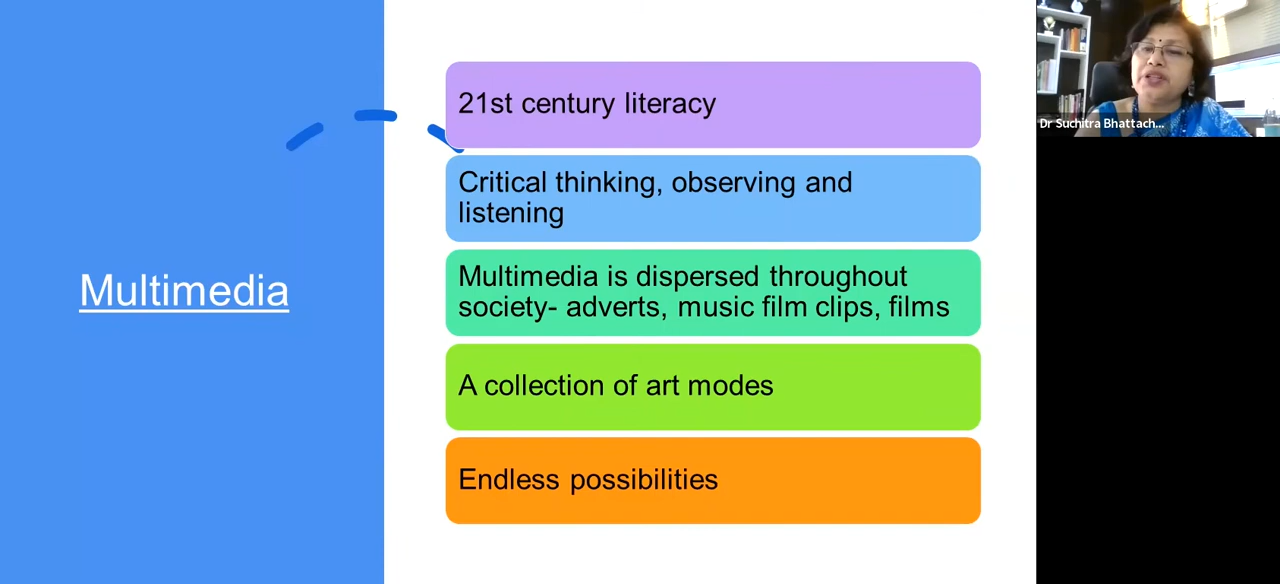 Multimedia
21st century literacy
Critical thinking, observing and
listening
Multimedia is dispersed throughout
society- adverts, music film clips, films
A collection of art modes
Endless possibilities
Dr Suchitra Bhattach...